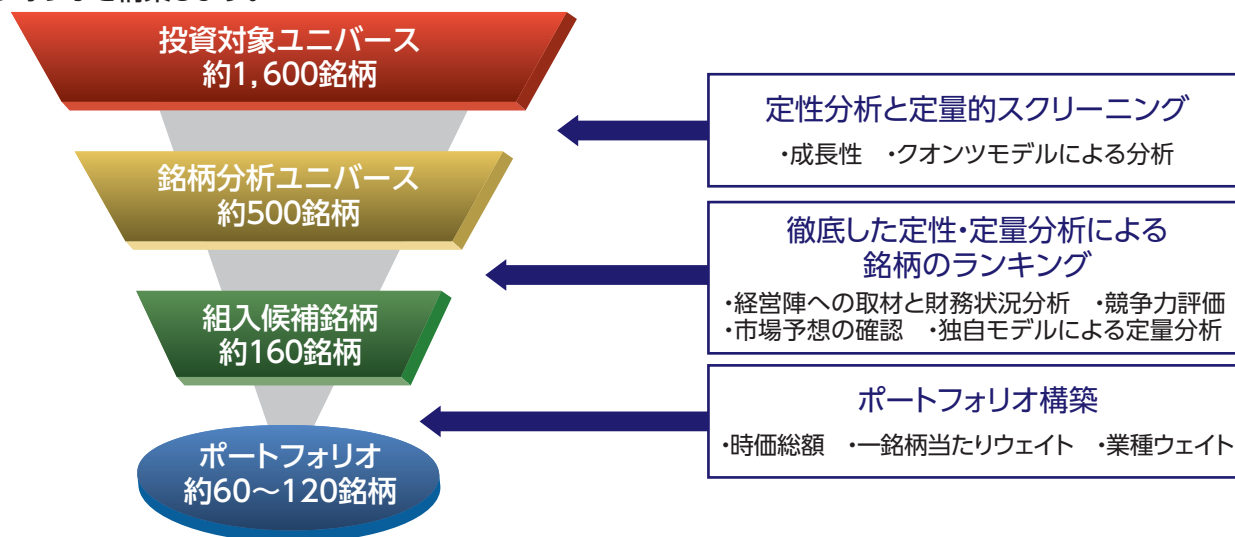 投資対象ユニバース
約1,600銘柄
定性分析と定量的スクリーニング
・成長性　・クオンツモデルによる分析
銘柄分析ユニバース
約500銘柄
徹底した定性・定量分析による
銘柄のランキング
・経営陣への取材と財務状況分析　・競争力評価
・市場予想の確認　・独自モデルによる定量分析
組入候補銘柄
約160銘柄
ポートフォリオ構築
・時価総額　・一銘柄当たりウェイト　・業種ウェイト
ポートフォリオ
約60〜120銘柄